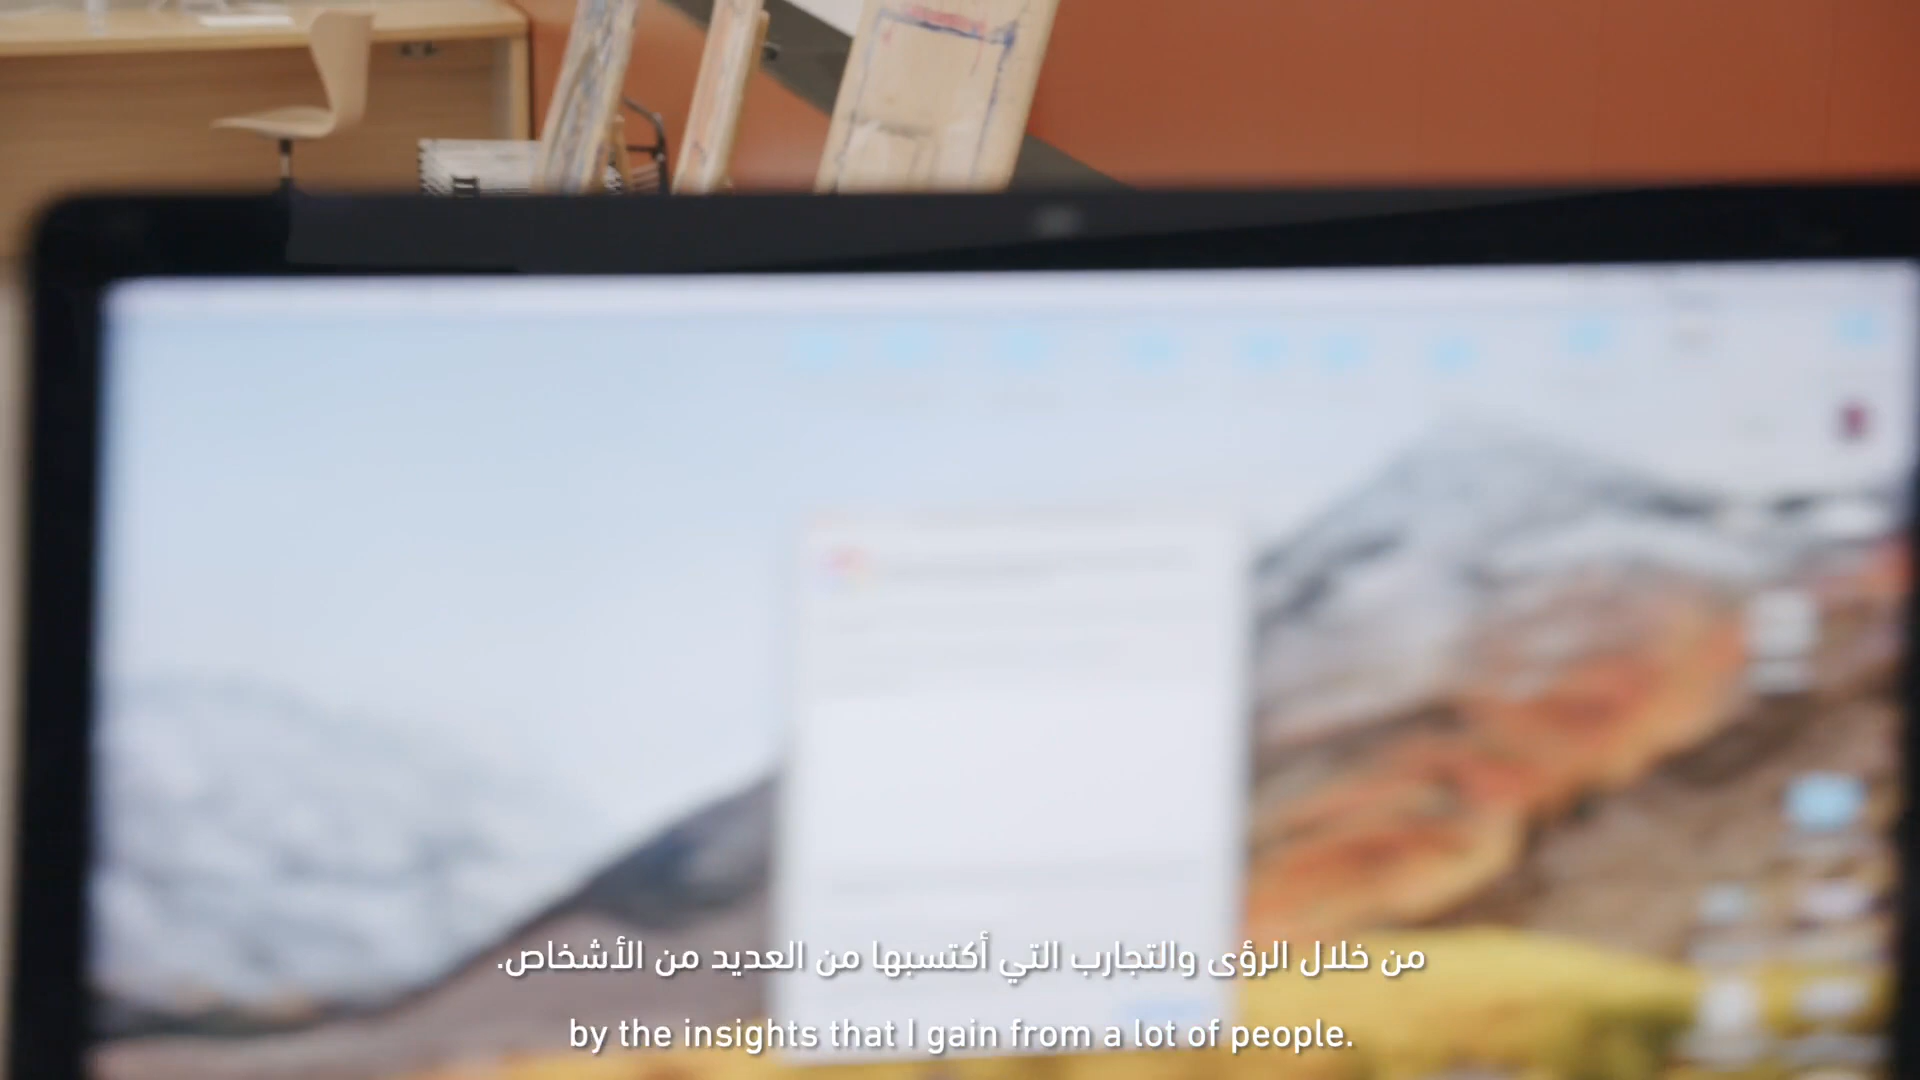 من خلال الرؤى والتجارب التي أكتسبها من العديد من الأشخاص.
by the insights that I gain from a lot of people.